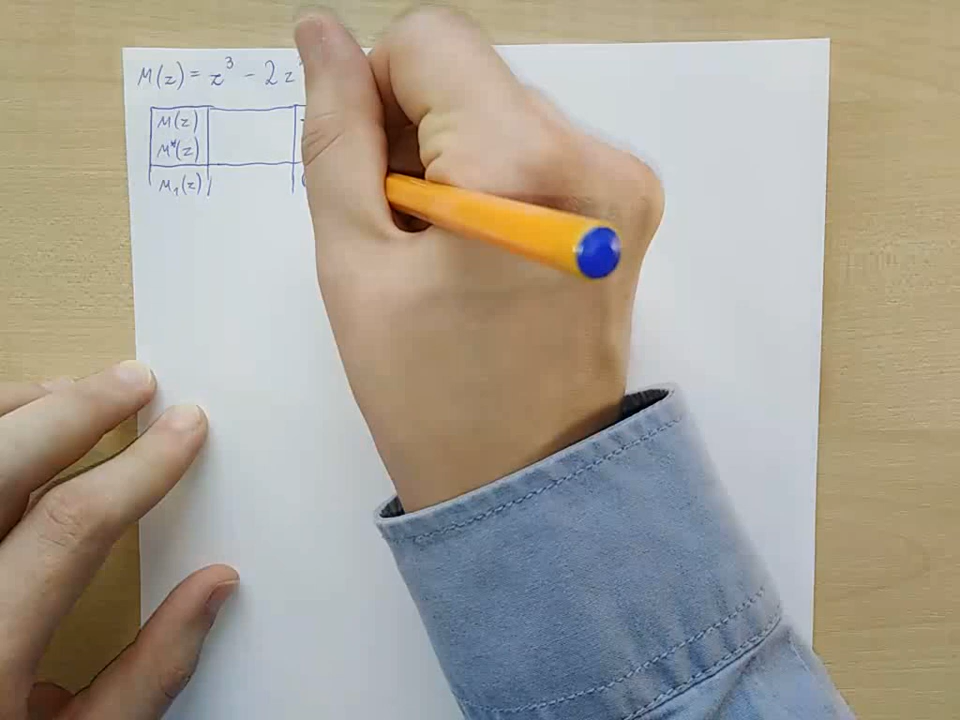 M(z) = z³ - 2z
M(z)
M*(z)
M₁(z)